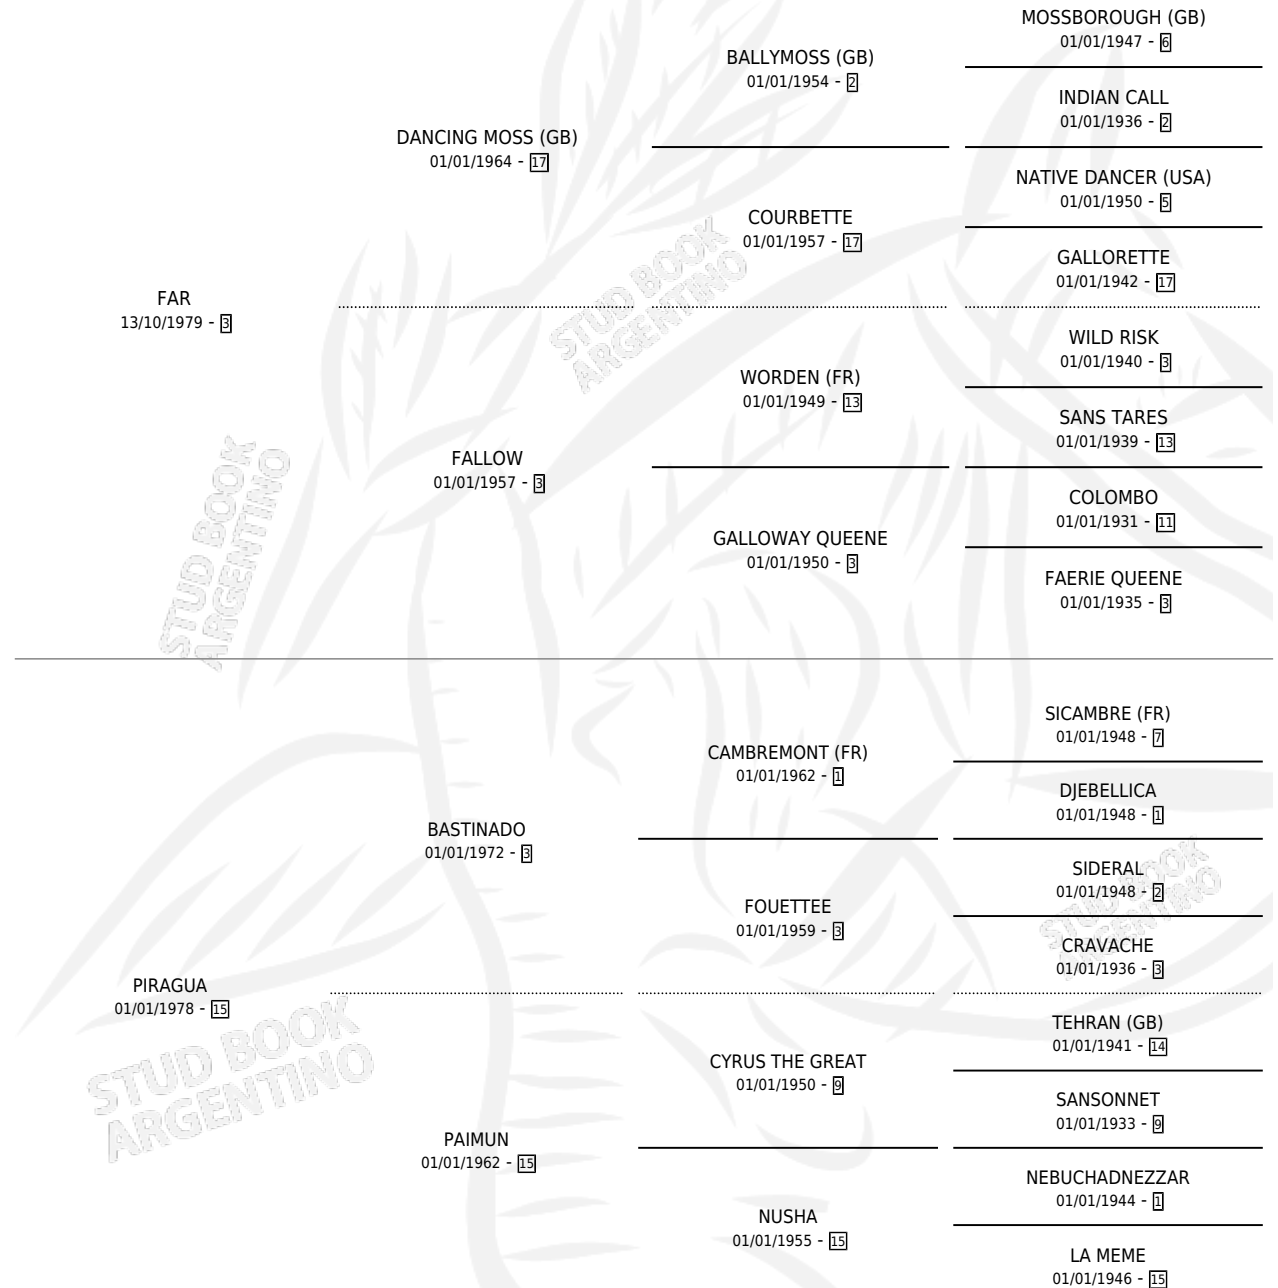 MOSSBOROUGH (GB)
01/01/1947 - 6
BALLYMOSS (GB)
01/01/1954 - 2
INDIAN CALL
01/01/1936 - 2
DANCING MOSS (GB)
01/01/1964 - 17
NATIVE DANCER (USA)
01/01/1950 - 5
COURBETTE
01/01/1957 - 17
GALLORETTE
01/01/1942 - 17
FAR
13/10/1979 - 3
WILD RISK
01/01/1940 - 3
WORDEN (FR)
01/01/1949 - 13
SANS TARES
01/01/1939 - 13
FALLOW
01/01/1957 - 3
COLOMBO
01/01/1931 - 11
GALLOWAY QUEENE
01/01/1950 - 3
FAERIE QUEENE
01/01/1935 - 3
STUD BOOK
ARGENTINO
STUD BOOK
ARGENTINO
SICAMBRE (FR)
01/01/1948 - 7
CAMBREMONT (FR)
01/01/1962 - 1
DJEBELLICA
01/01/1948 - 1
BASTINADO
01/01/1972 - 3
SIDERAL
01/01/1948 - 2
FOUETTEE
01/01/1959 - 3
CRAVACHE
01/01/1936 - 3
STUD BOOK
ARGENTINO
PIRAGUA
01/01/1978 - 15
TEHRAN (GB)
01/01/1941 - 14
CYRUS THE GREAT
01/01/1950 - 9
SANSONNET
01/01/1933 - 9
STUD BOOK
ARGENTINO
PAIMUN
01/01/1962 - 15
NEBUCHADNEZZAR
01/01/1944 - 1
NUSHA
01/01/1955 - 15
LA MEME
01/01/1946 - 15